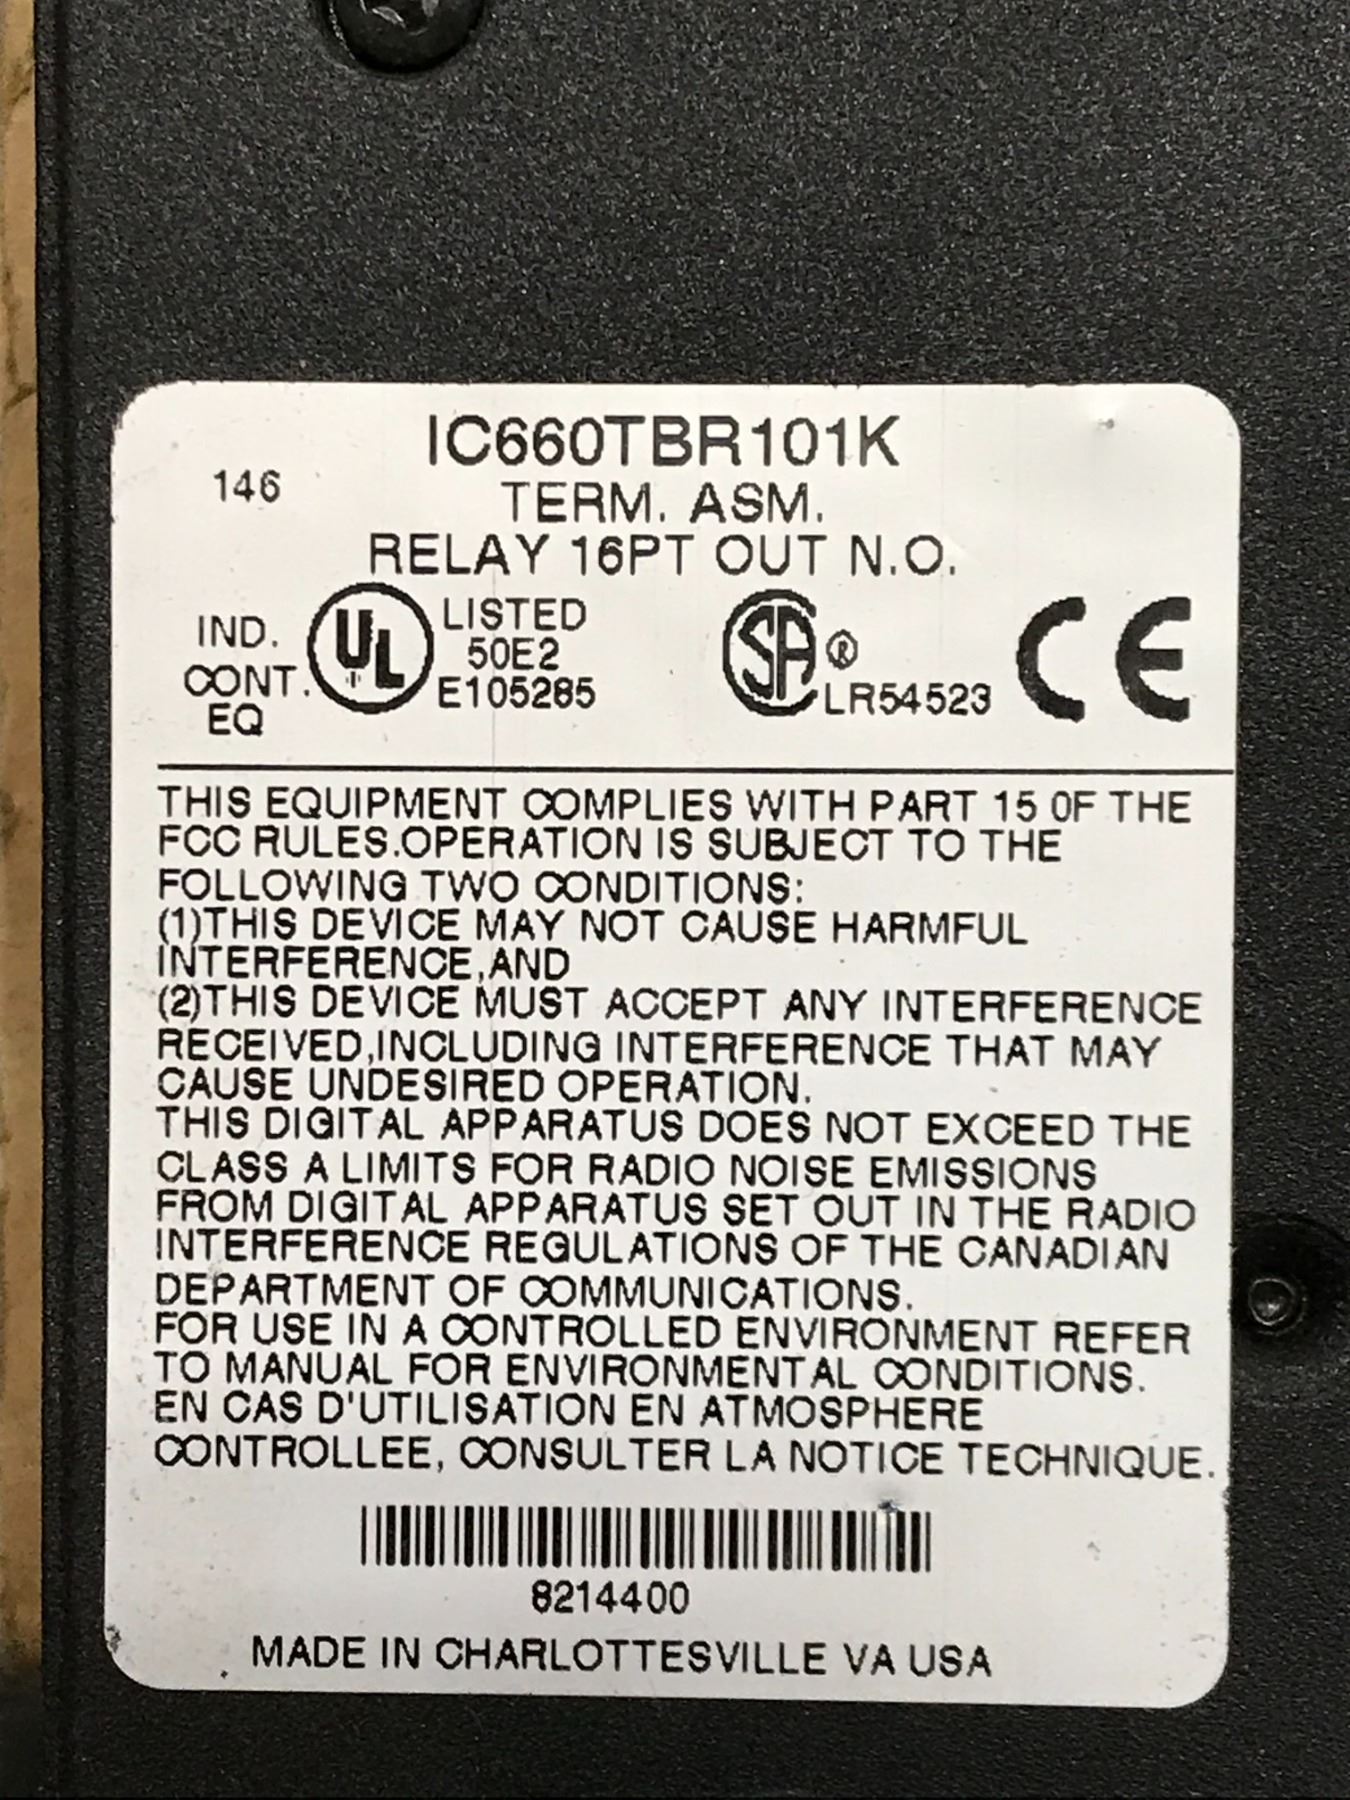 IC660TBR101K
146
TERM. ASM.
RELAY 16PT OUT N.O.
IND.
CONT.
EQ
UL
LISTED
50E2
E105285
SA ®
LR54523
CE
THIS EQUIPMENT COMPLIES WITH PART 15 OF THE
FCC RULES.OPERATION IS SUBJECT TO THE
FOLLOWING TWO CONDITIONS:
(1)THIS DEVICE MAY NOT CAUSE HARMFUL
INTERFERENCE,AND
(2)THIS DEVICE MUST ACCEPT ANY INTERFERENCE
RECEIVED,INCLUDING INTERFERENCE THAT MAY
CAUSE UNDESIRED OPERATION.
THIS DIGITAL APPARATUS DOES NOT EXCEED THE
CLASS A LIMITS FOR RADIO NOISE EMISSIONS
FROM DIGITAL APPARATUS SET OUT IN THE RADIO
INTERFERENCE REGULATIONS OF THE CANADIAN
DEPARTMENT OF COMMUNICATIONS.
FOR USE IN A CONTROLLED ENVIRONMENT REFER
TO MANUAL FOR ENVIRONMENTAL CONDITIONS.
EN CAS D'UTILISATION EN ATMOSPHERE
CONTROLLEE, CONSULTER LA NOTICE TECHNIQUE.
8214400
MADE IN CHARLOTTESVILLE VA USA